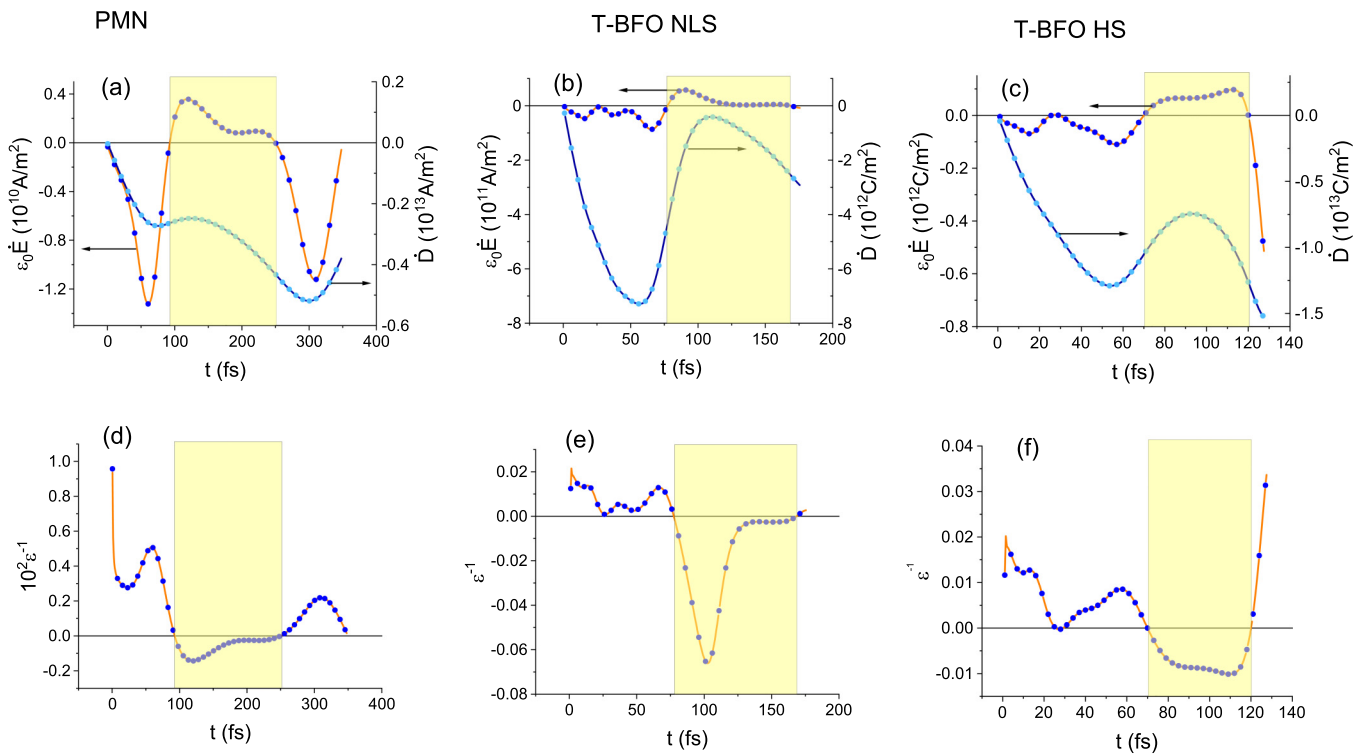 PMN
T-BFO NLS
T-BFO HS
(a)
0.4
0.0
-0.4
-0.8
-1.2
ε₀Ė (10¹⁰A/m²)
0.2
0.0
-0.2
-0.4
-0.6
Ḋ (10¹³A/m²)
0 100 200 300 400
t (fs)
(b)
0
-2
-4
-6
-8
ε₀Ė (10¹¹A/m²)
0
-2
-4
-6
-8
Ḋ (10¹²C/m²)
0 50 100 150 200
t (fs)
(c)
0.2
0.0
-0.2
-0.4
-0.6
-0.8
ε₀Ė (10¹²C/m²)
0.0
-0.5
-1.0
-1.5
Ḋ (10¹³C/m²)
0 20 40 60 80 100 120 140
t (fs)
(d)
1.0
0.8
0.6
0.4
0.2
0.0
-0.2
10²ε⁻¹
0 100 200 300 400
t (fs)
(e)
0.02
0.00
-0.02
-0.04
-0.06
-0.08
ε⁻¹
0 50 100 150 200
t (fs)
(f)
0.04
0.03
0.02
0.01
0.00
-0.01
ε⁻¹
0 20 40 60 80 100 120 140
t (fs)